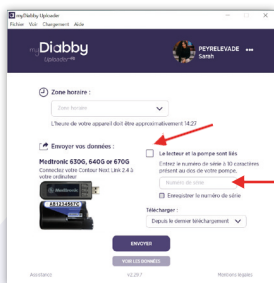 myDiabby Uploader
Fichier Voir Chargement Aide
myDiabby
Uploader
PEYRELEVADE
Sarah
Zone horaire :
Zone horaire
L'heure de votre appareil doit être approximativement 14:27
Envoyer vos données :
Medtronic 630G, 640G or 670G
Connectez votre Contour Next Link 2.4 à
votre ordinateur
Medtronic
Le lecteur et la pompe sont liés
Entrez le numéro de série à 10 caractères
présent au dos de votre pompe.
Numéro de série
Enregistrer le numéro de série
Télécharger :
Depuis le dernier téléchargement
ENVOYER
VOIR LES DONNÉES
Assistance
Mentions légales